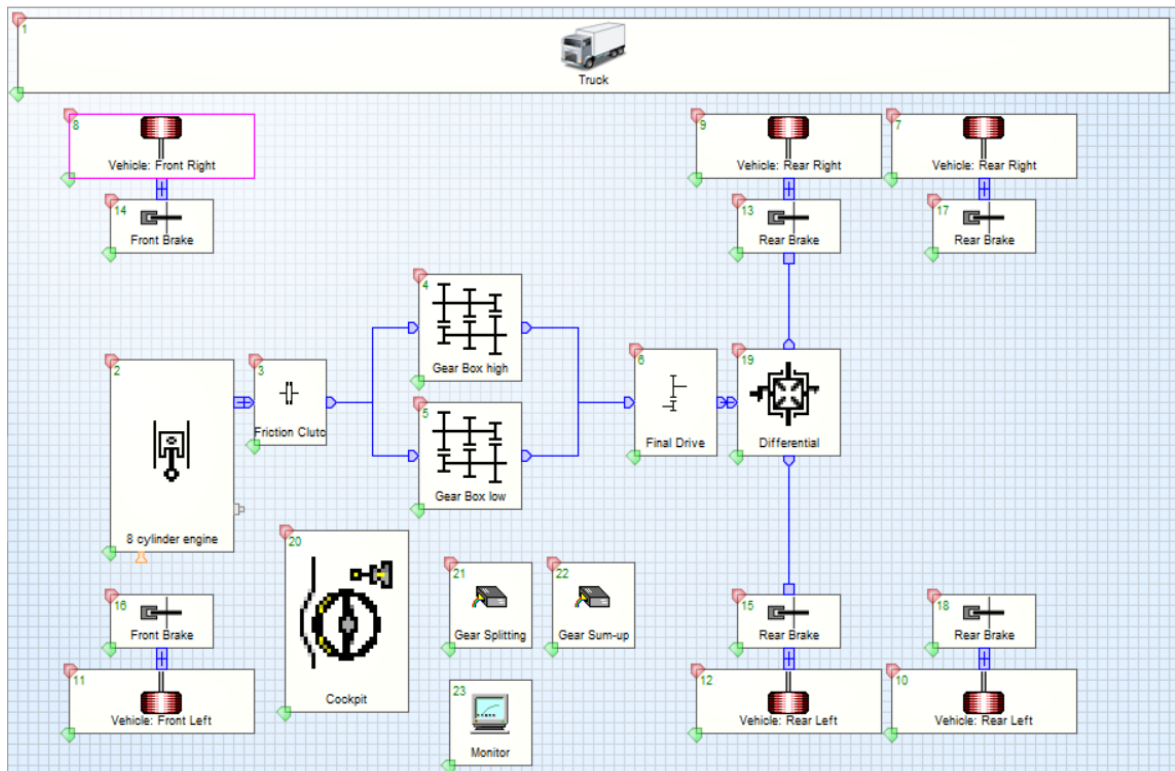 1
Truck
8
Vehicle: Front Right
9
Vehicle: Rear Right
7
Vehicle: Rear Right
14
Front Brake
13
Rear Brake
17
Rear Brake
4
Gear Box high
2
8 cylinder engine
3
Friction Clutc
5
Gear Box low
6
Final Drive
19
Differential
20
Cockpit
21
Gear Splitting
22
Gear Sum-up
16
Front Brake
15
Rear Brake
18
Rear Brake
11
Vehicle: Front Left
23
Monitor
12
Vehicle: Rear Left
10
Vehicle: Rear Left